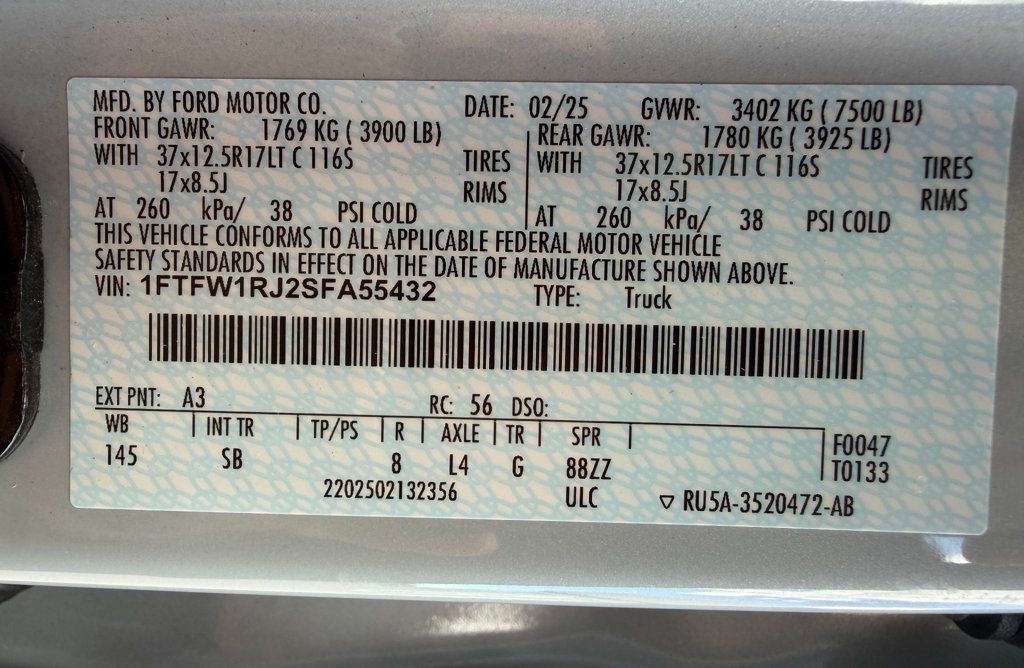 MFD. BY FORD MOTOR CO. DATE: 02/25 GVWR: 3402 KG ( 7500 LB)
FRONT GAWR: 1769 KG ( 3900 LB) REAR GAWR: 1780 KG ( 3925 LB)
WITH 37x12.5R17LT C 116S TIRES WITH 37x12.5R17LT C 116S TIRES
17x8.5J RIMS 17x8.5J RIMS
AT 260 kPa/ 38 PSI COLD AT 260 kPa/ 38 PSI COLD
THIS VEHICLE CONFORMS TO ALL APPLICABLE FEDERAL MOTOR VEHICLE
SAFETY STANDARDS IN EFFECT ON THE DATE OF MANUFACTURE SHOWN ABOVE.
VIN: 1FTFW1RJ2SFA55432 TYPE: Truck
EXT PNT: A3 RC: 56 DSO:
WB INT TR TP/PS R AXLE TR SPR F0047
145 SB 8 L4 G 88ZZ T0133
2202502132356 ULC ▽ RU5A-3520472-AB